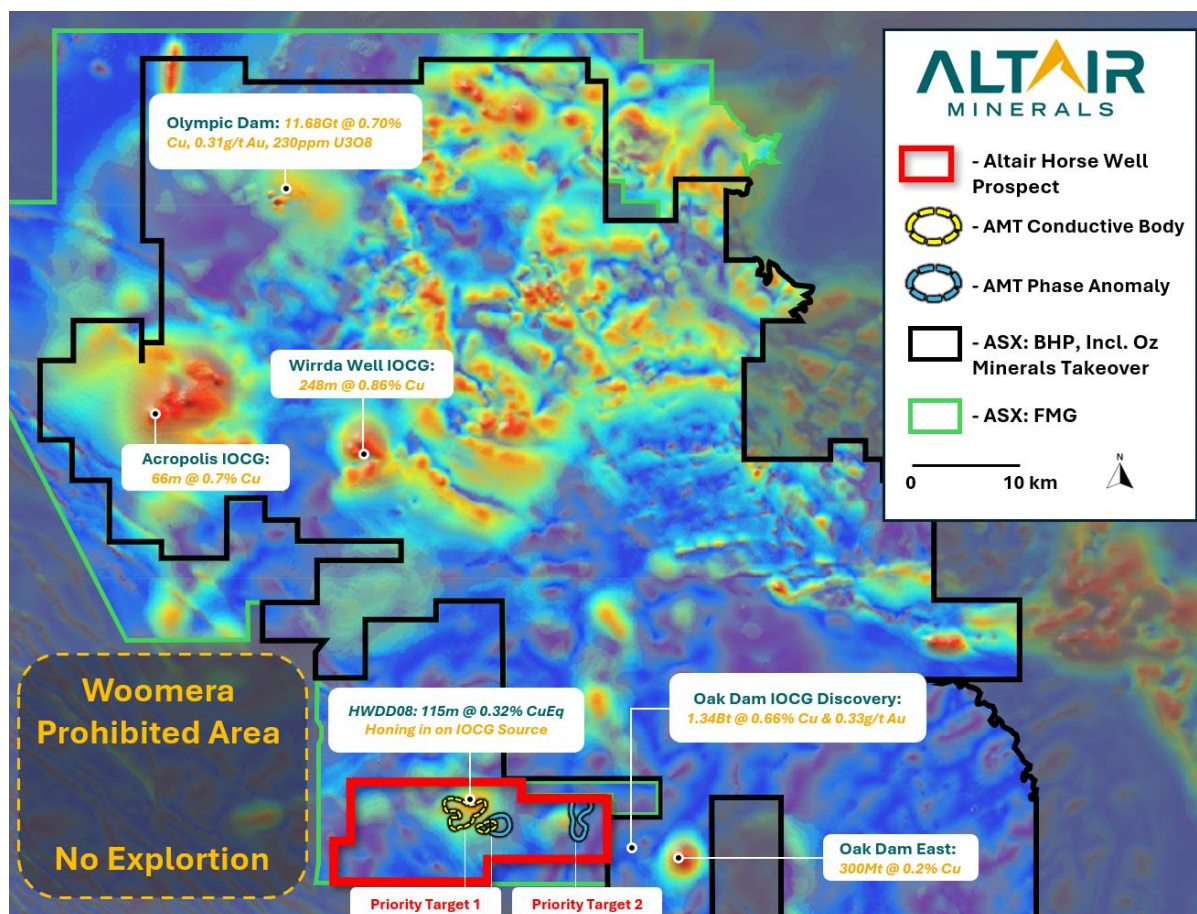 Olympic Dam: 11.68Gt @ 0.70%
Cu, 0.31g/t Au, 230ppm U3O8
Wirrda Well IOCG:
248m @ 0.86% Cu
Acropolis IOCG:
66m @ 0.7% Cu
ALTAIR
MINERALS
- Altair Horse Well
Prospect
- AMT Conductive Body
- AMT Phase Anomaly
- ASX: BHP, Incl. Oz
Minerals Takeover
- ASX: FMG
0 10 km
N
Woomera
Prohibited Area
No Explortion
HWDD08: 115m @ 0.32% CuEq
Honing in on IOCG Source
Oak Dam IOCG Discovery:
1.34Bt @ 0.66% Cu & 0.33g/t Au
Oak Dam East:
300Mt @ 0.2% Cu
Priority Target 1
Priority Target 2